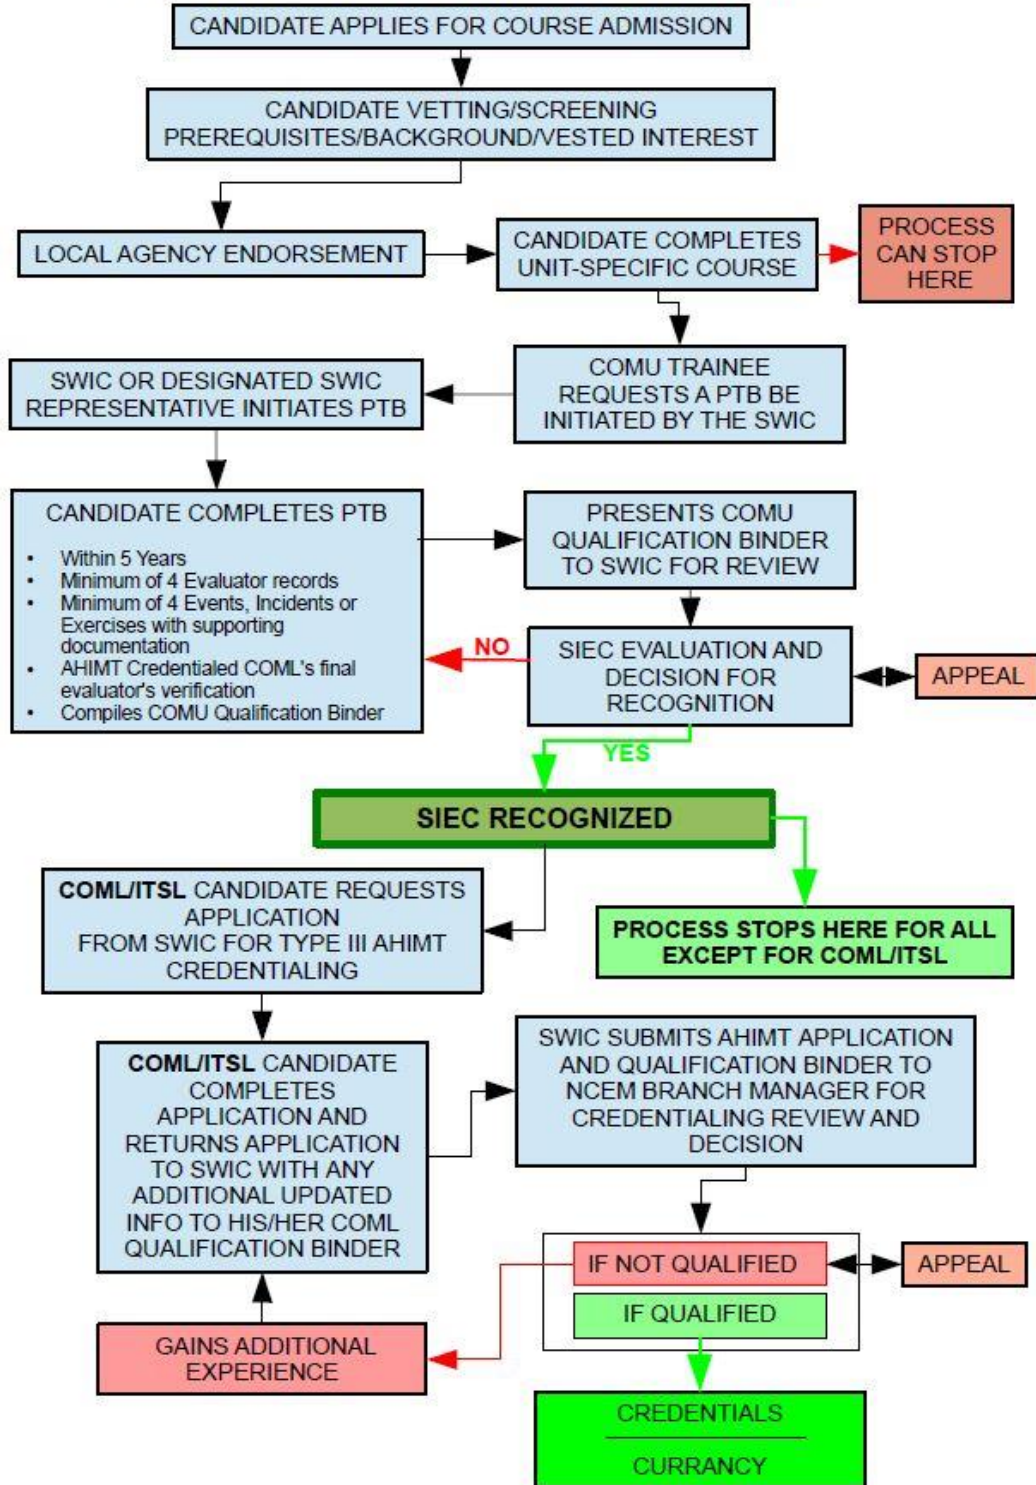 CANDIDATE APPLIES FOR COURSE ADMISSION
CANDIDATE VETTING/SCREENING
PREREQUISITES/BACKGROUND/VESTED INTEREST
LOCAL AGENCY ENDORSEMENT
CANDIDATE COMPLETES
UNIT-SPECIFIC COURSE
PROCESS
CAN STOP
HERE
COMU TRAINEE
REQUESTS A PTB BE
INITIATED BY THE SWIC
SWIC OR DESIGNATED SWIC
REPRESENTATIVE INITIATES PTB
CANDIDATE COMPLETES PTB
• Within 5 Years
• Minimum of 4 Evaluator records
• Minimum of 4 Events, Incidents or
Exercises with supporting
documentation
• AHIMT Credentialed COML's final
evaluator's verification
• Compiles COMU Qualification Binder
PRESENTS COMU
QUALIFICATION BINDER
TO SWIC FOR REVIEW
NO
SIEC EVALUATION AND
DECISION FOR
RECOGNITION
APPEAL
YES
SIEC RECOGNIZED
COML/ITSL CANDIDATE REQUESTS
APPLICATION
FROM SWIC FOR TYPE III AHIMT
CREDENTIALING
PROCESS STOPS HERE FOR ALL
EXCEPT FOR COML/ITSL
COML/ITSL CANDIDATE
COMPLETES
APPLICATION AND
RETURNS APPLICATION
TO SWIC WITH ANY
ADDITIONAL UPDATED
INFO TO HIS/HER COML
QUALIFICATION BINDER
SWIC SUBMITS AHIMT APPLICATION
AND QUALIFICATION BINDER TO
NCEM BRANCH MANAGER FOR
CREDENTIALING REVIEW AND
DECISION
IF NOT QUALIFIED
APPEAL
IF QUALIFIED
GAINS ADDITIONAL
EXPERIENCE
CREDENTIALS
CURRANCY